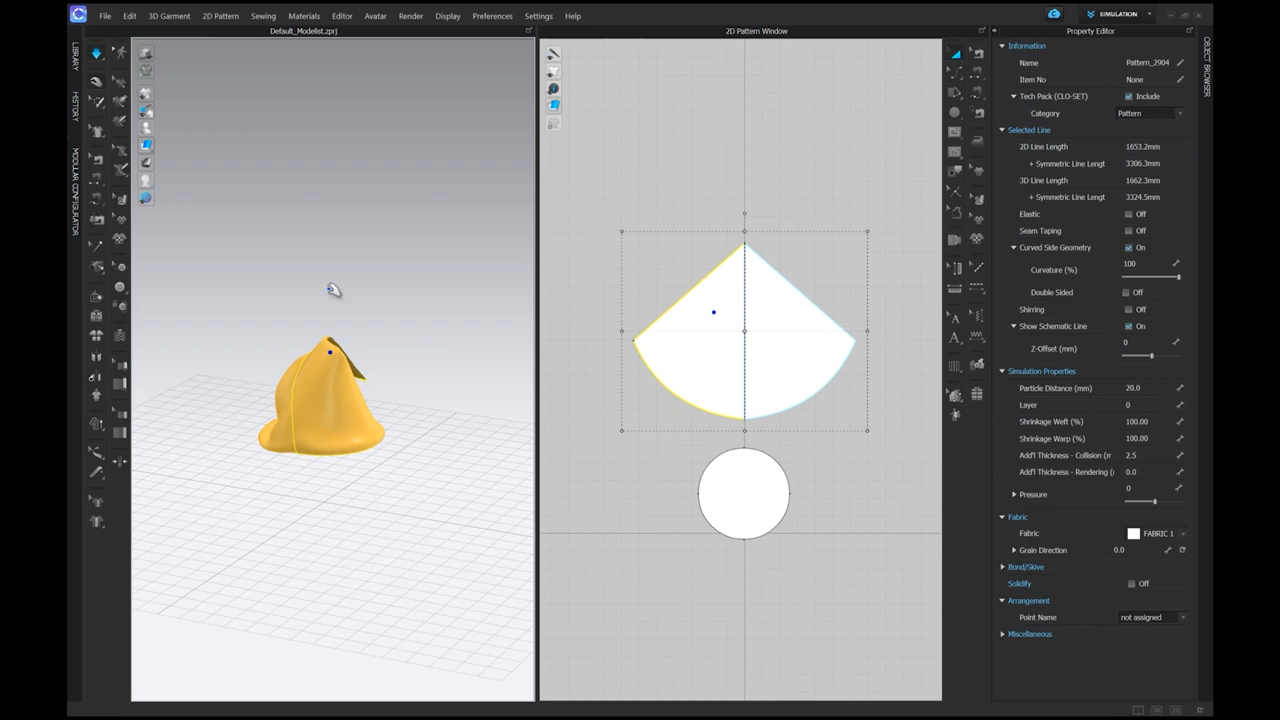 File Edit 3D Garment 2D Pattern Sewing Materials Editor Avatar Render Display Preferences Settings Help
SIMULATION
Default_Modelist.zprj
2D Pattern Window
Property Editor
LIBRARY
HISTORY
MODULAR CONFIGURATOR
OBJECT BROWSER
Information
Name Pattern_2904
Item No None
Tech Pack (CLO-SET) Include
Category Pattern
Selected Line
2D Line Length 1653.2mm
+ Symmetric Line Lengt 3306.3mm
3D Line Length 1662.3mm
+ Symmetric Line Lengt 3324.5mm
Elastic Off
Seam Taping Off
Curved Side Geometry On
Curvature (%) 100
Double Sided Off
Shirring Off
Show Schematic Line On
Z-Offset (mm) 0
Simulation Properties
Particle Distance (mm) 20.0
Layer 0
Shrinkage Weft (%) 100.00
Shrinkage Warp (%) 100.00
Add'l Thickness - Collision (m 2.5
Add'l Thickness - Rendering ( 0.0
Pressure 0
Fabric
Fabric FABRIC 1
Grain Direction 0.0
Bond/Skive
Solidify Off
Arrangement
Point Name not assigned
Miscellaneous